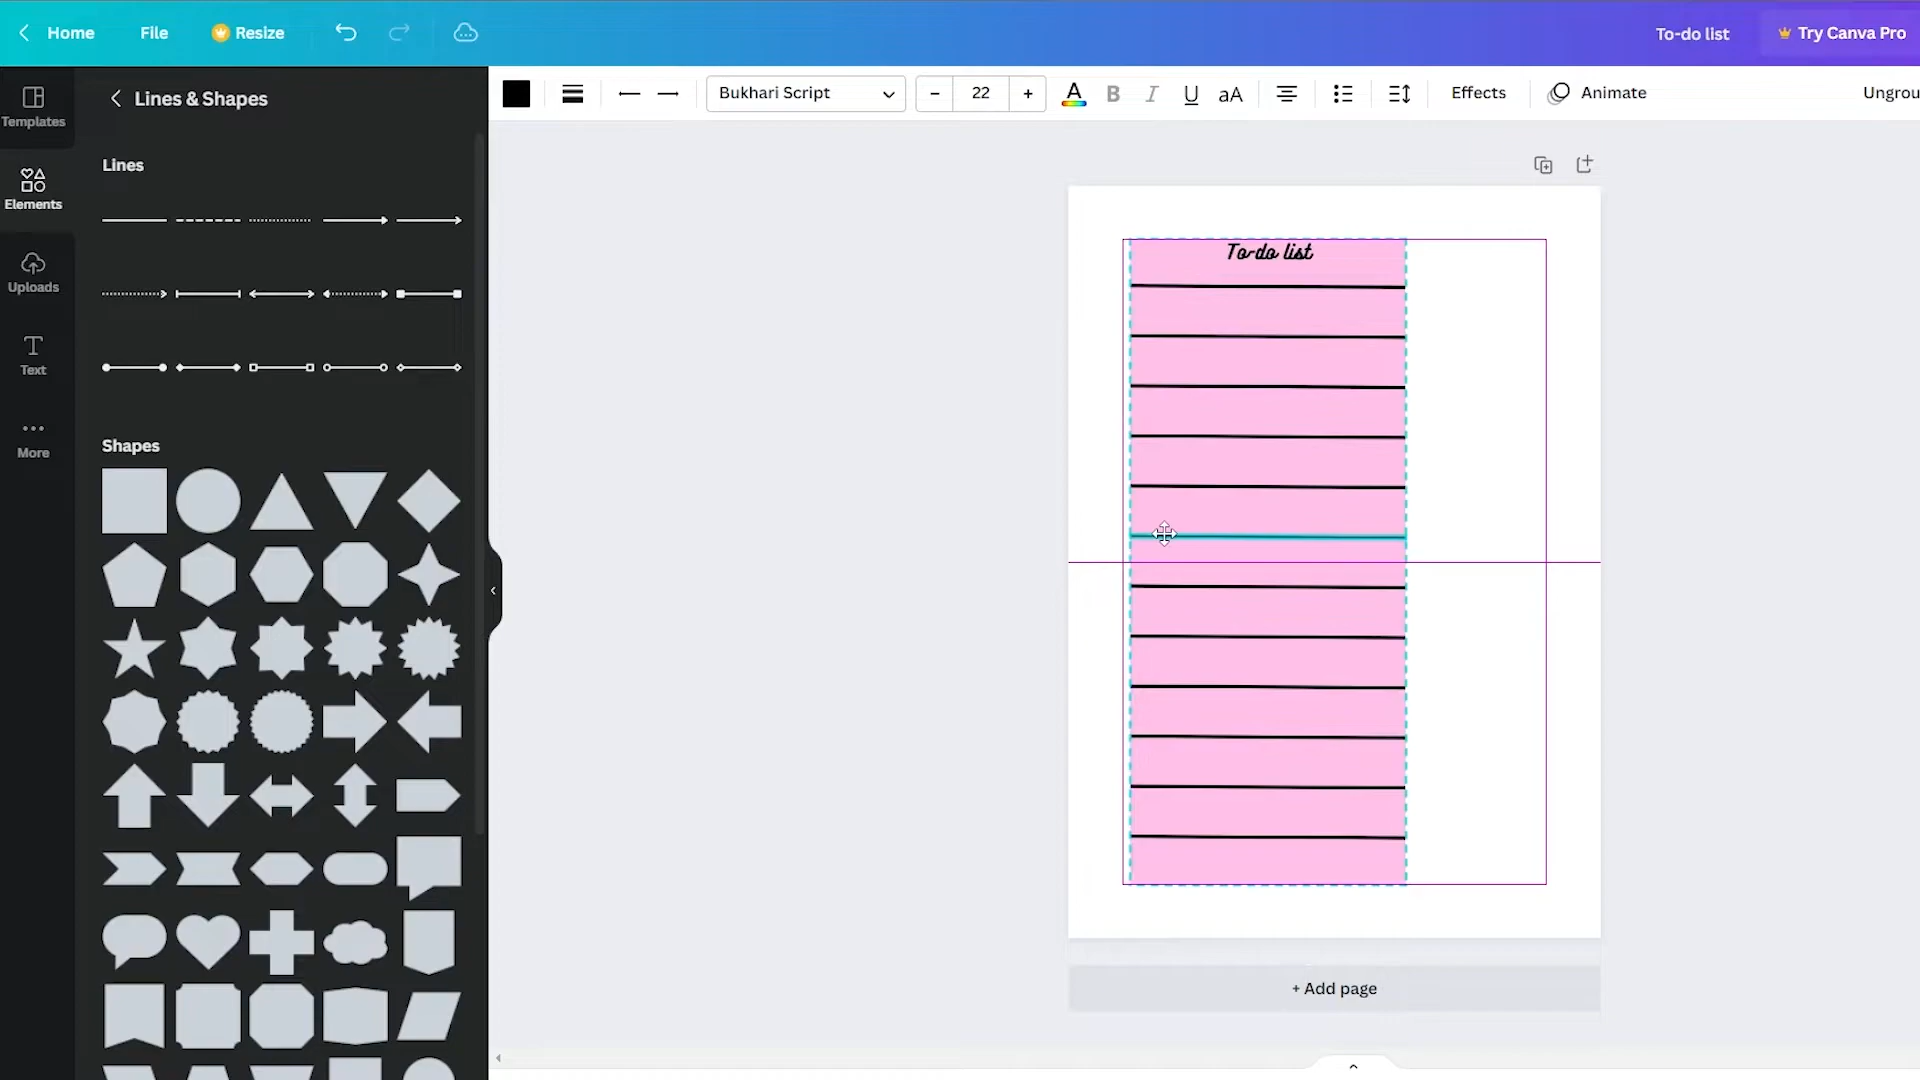 Home File Resize To-do list Try Canva Pro
Bukhari Script 22 B I U aA Effects Animate Ungrou
Templates
Elements
Uploads
Text
More
Lines & Shapes
Lines
Shapes
To-do list
+ Add page